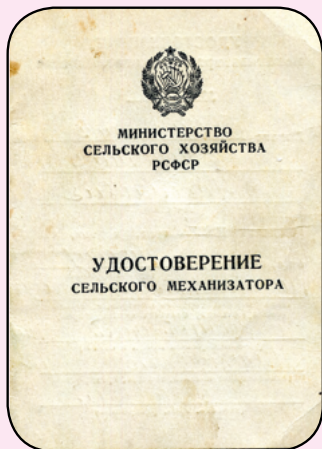 МИНИСТЕРСТВО
СЕЛЬСКОГО ХОЗЯЙСТВА
РСФСР
УДОСТОВЕРЕНИЕ
СЕЛЬСКОГО МЕХАНИЗАТОРА